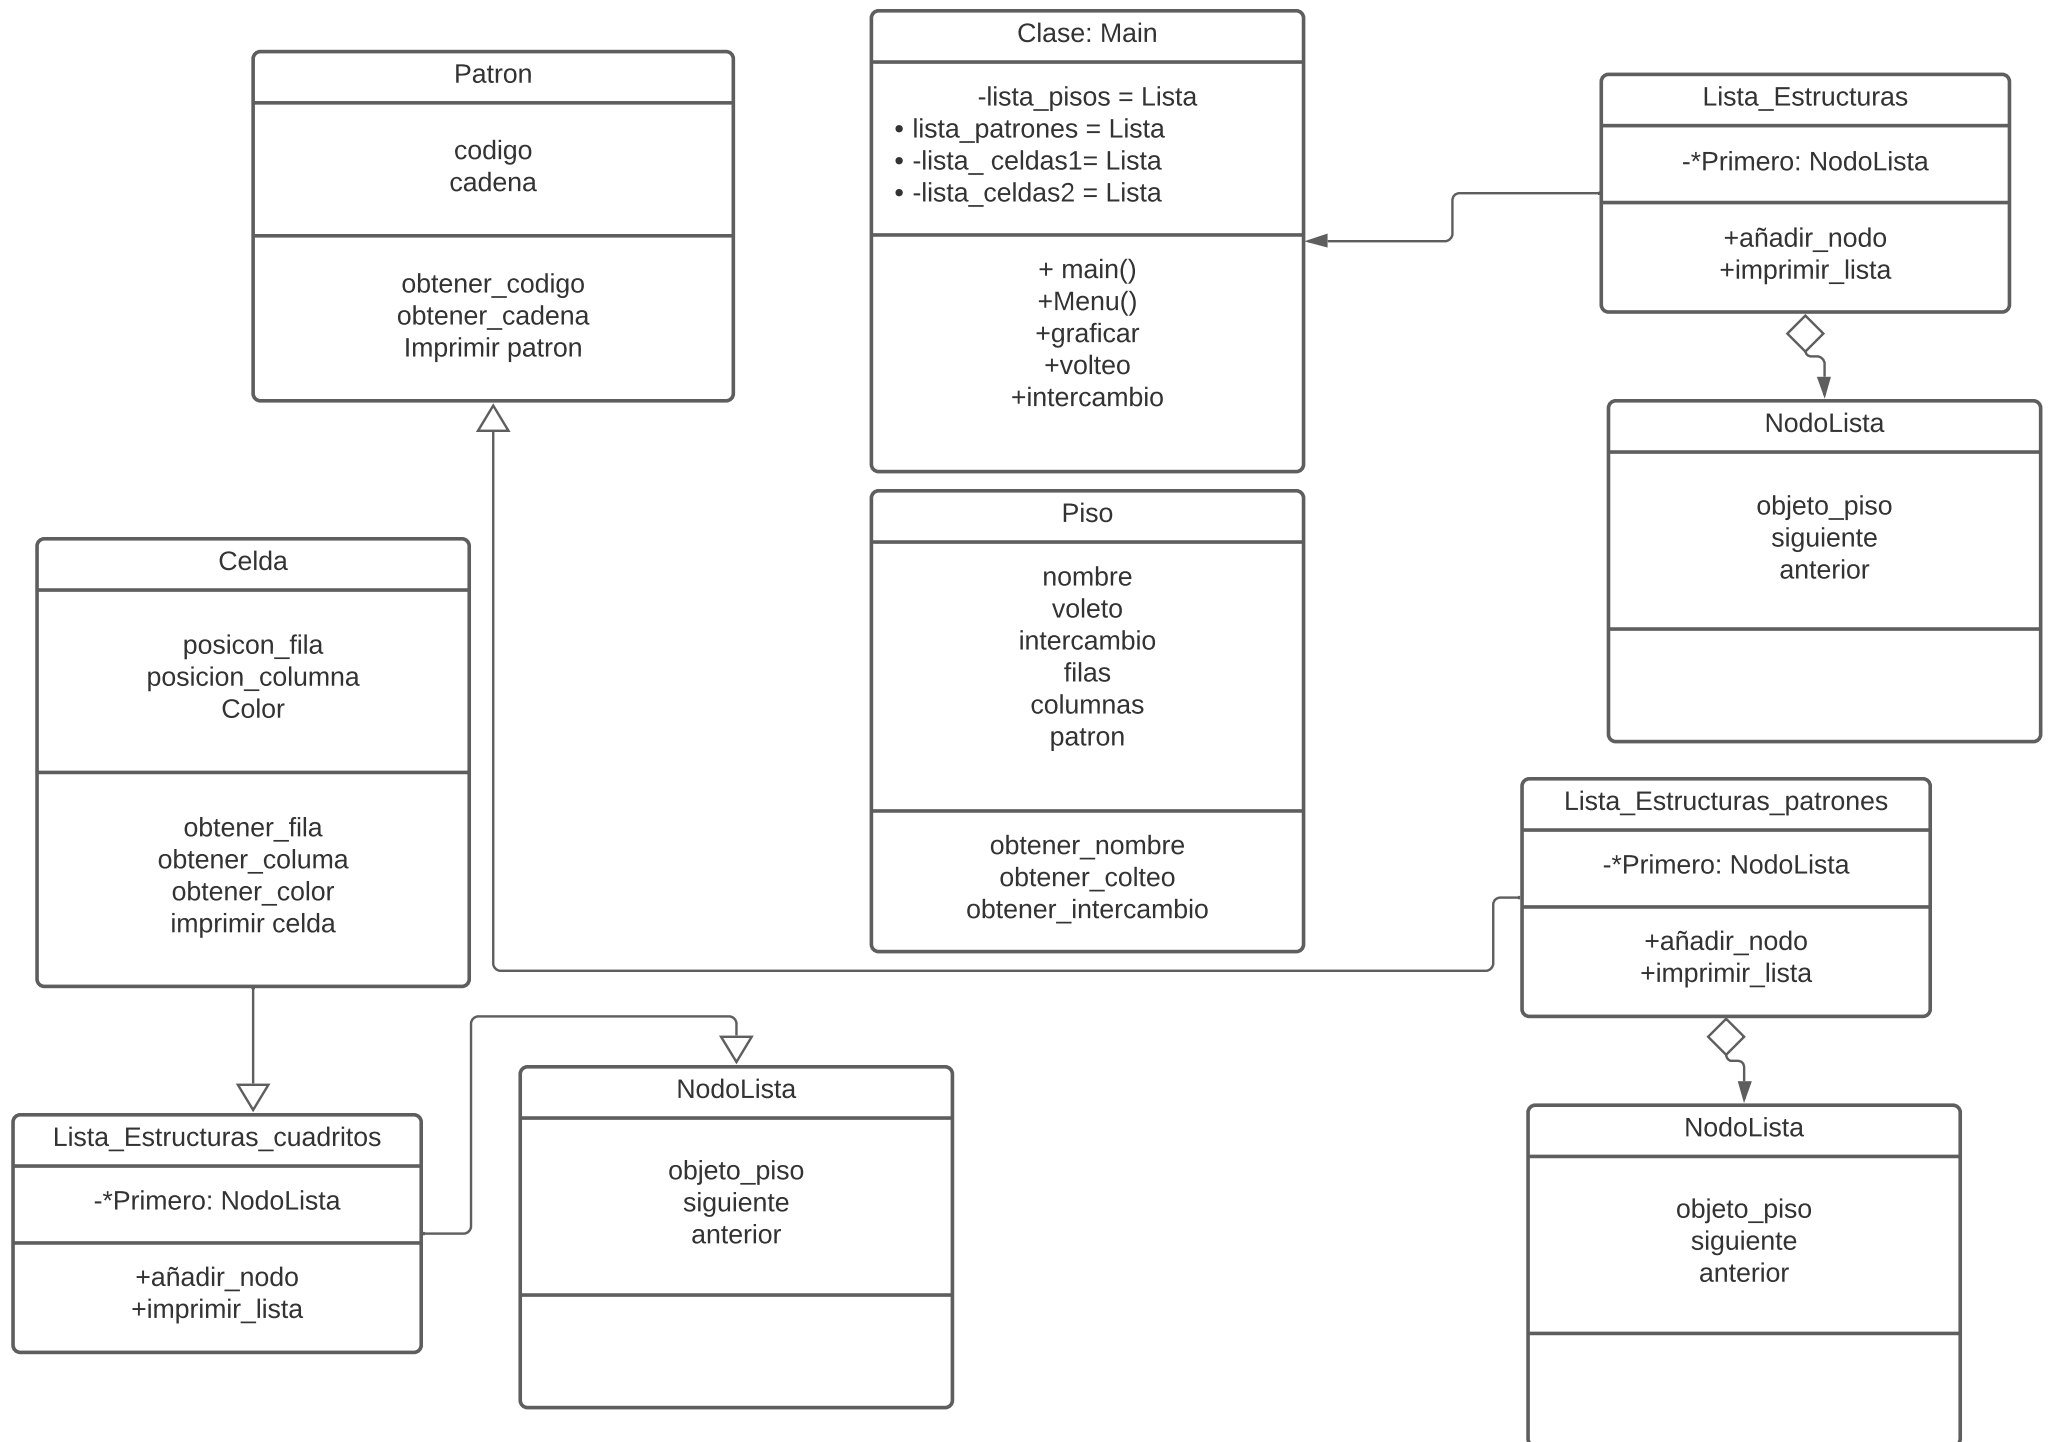 Patron
codigo
cadena
obtener_codigo
obtener_cadena
Imprimir patron
Clase: Main
-lista_pisos = Lista
• lista_patrones = Lista
• -lista_ celdas1= Lista
• -lista_celdas2 = Lista
+ main()
+Menu()
+graficar
+volteo
+intercambio
Lista_Estructuras
-*Primero: NodoLista
+añadir_nodo
+imprimir_lista
NodoLista
objeto_piso
siguiente
anterior
Celda
posicon_fila
posicion_columna
Color
obtener_fila
obtener_columa
obtener_color
imprimir celda
Piso
nombre
voleto
intercambio
filas
columnas
patron
obtener_nombre
obtener_colteo
obtener_intercambio
Lista_Estructuras_patrones
-*Primero: NodoLista
+añadir_nodo
+imprimir_lista
Lista_Estructuras_cuadritos
-*Primero: NodoLista
+añadir_nodo
+imprimir_lista
NodoLista
objeto_piso
siguiente
anterior
NodoLista
objeto_piso
siguiente
anterior